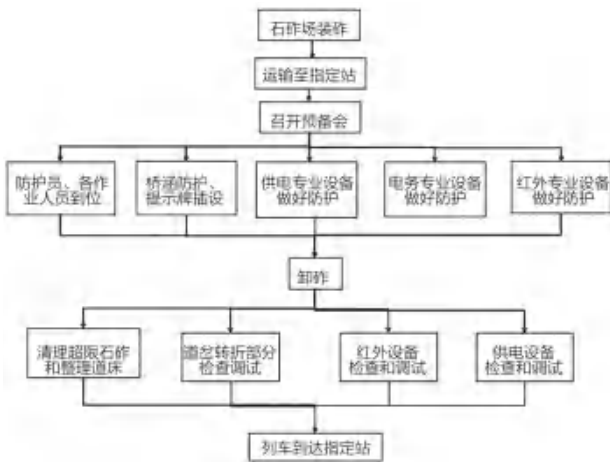 石砟场装砟
运输至指定站
召开预备会
防护员、各作
业人员到位
桥涵防护、
提示牌插设
供电专业设备
做好防护
电务专业设备
做好防护
红外专业设备
做好防护
卸砟
清理超限石砟
和整理道床
道岔转折部分
检查调试
红外设备
检查和调试
供电设备
检查和调试
列车到达指定站